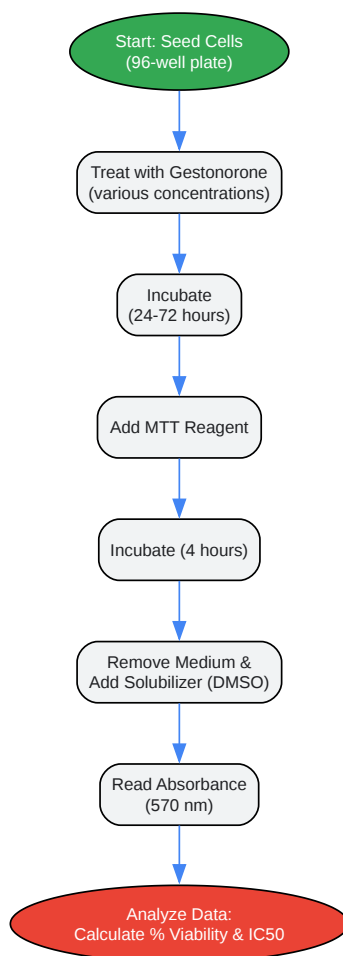 Start: Seed Cells
(96-well plate)
Treat with Gestonorone
(various concentrations)
Incubate
(24-72 hours)
Add MTT Reagent
Incubate (4 hours)
Remove Medium &
Add Solubilizer (DMSO)
Read Absorbance
(570 nm)
Analyze Data:
Calculate % Viability & IC50